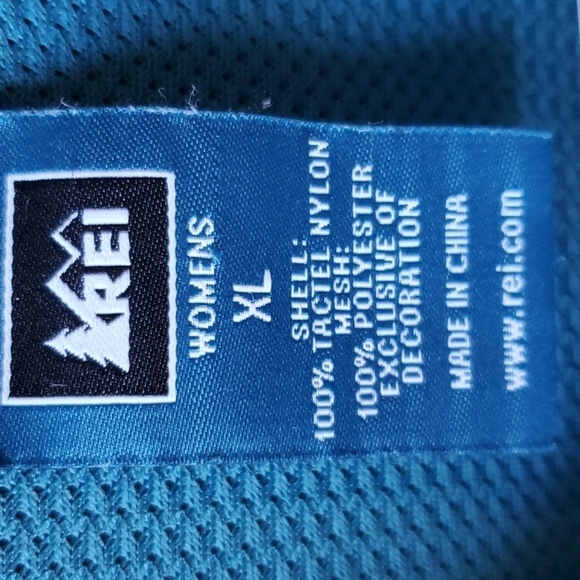 REI
WOMENS
XL
SHELL:
100% TACTEL NYLON
MESH:
100% POLYESTER
EXCLUSIVE OF
DECORATION
MADE IN CHINA
www.rei.com